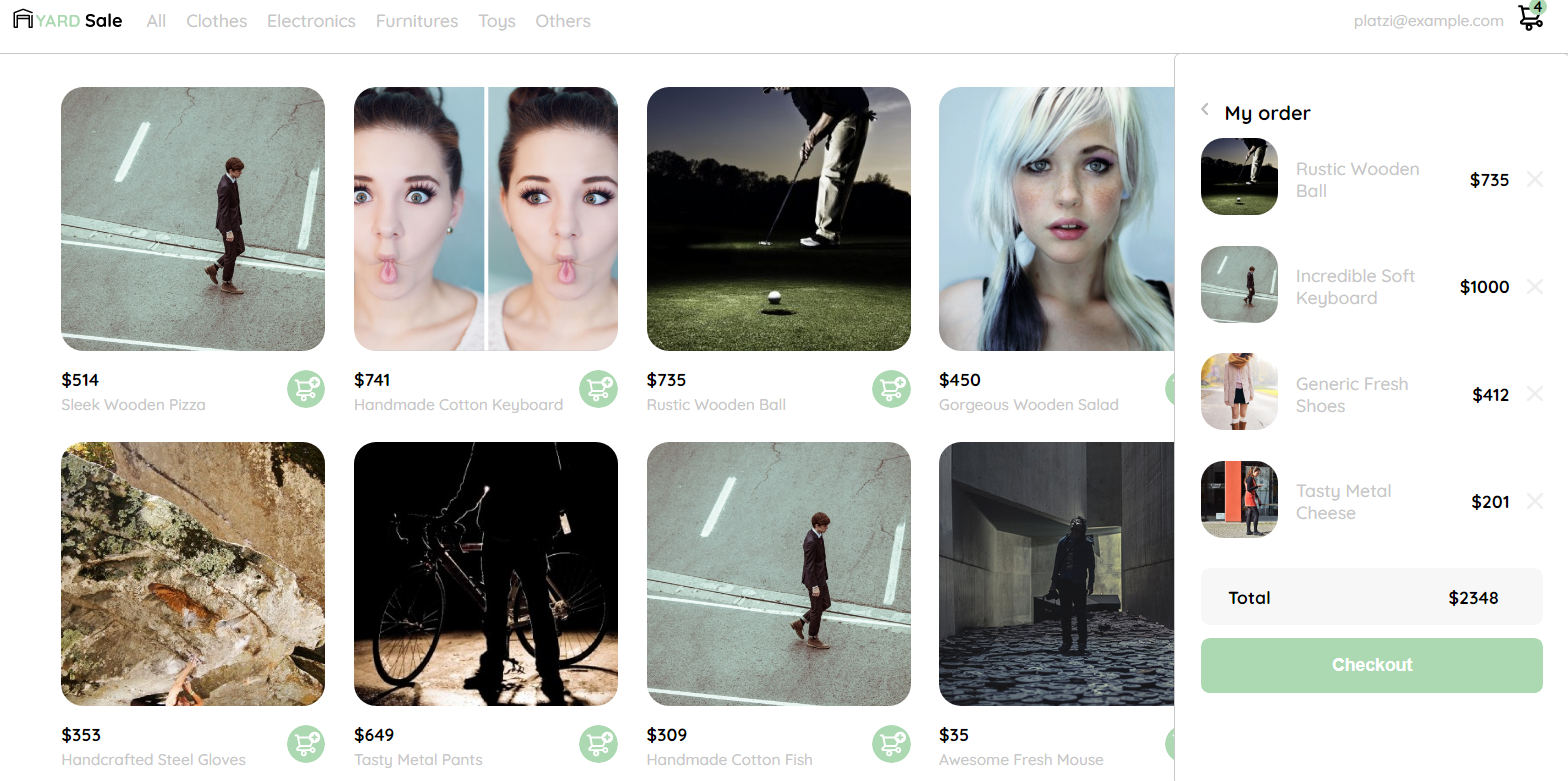 YARD Sale
All
Clothes
Electronics
Furnitures
Toys
Others
platzi@example.com
4
$514
Sleek Wooden Pizza
$741
Handmade Cotton Keyboard
$735
Rustic Wooden Ball
$450
Gorgeous Wooden Salad
$353
Handcrafted Steel Gloves
$649
Tasty Metal Pants
$309
Handmade Cotton Fish
$35
Awesome Fresh Mouse
My order
Rustic Wooden
Ball
$735
Incredible Soft
Keyboard
$1000
Generic Fresh
Shoes
$412
Tasty Metal
Cheese
$201
Total
$2348
Checkout